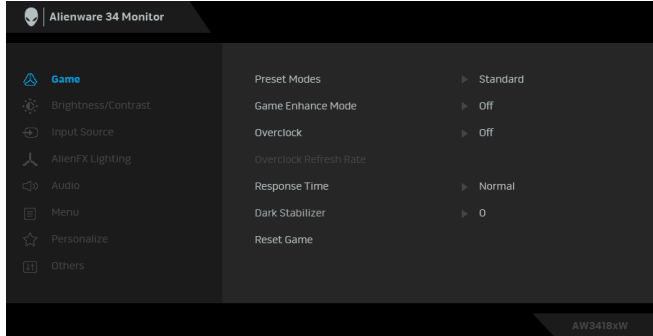 Alienware 34 Monitor
Game
Preset Modes Standard
Brightness/Contrast
Game Enhance Mode Off
Input Source
Overclock Off
AlienFX Lighting
Overclock Refresh Rate
Audio
Response Time Normal
Menu
Dark Stabilizer 0
Personalize
Reset Game
Others
AW3418xW